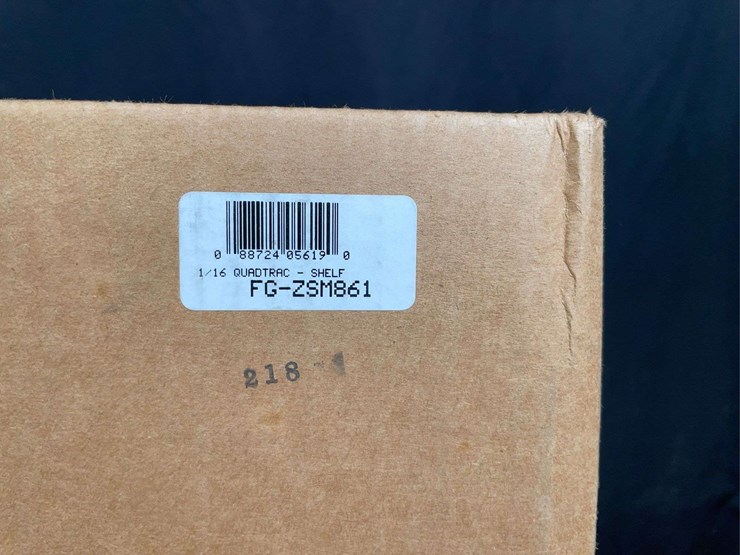 0 88724 05619 0
1/16 QUADTRAC - SHELF
FG-ZSM861
218